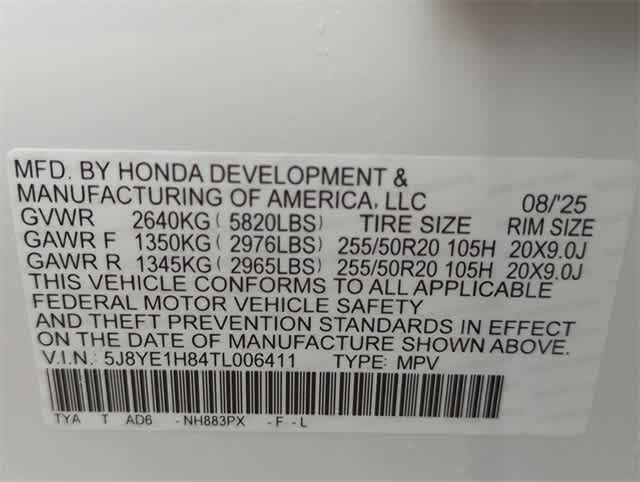 MFD. BY HONDA DEVELOPMENT &
MANUFACTURING OF AMERICA, LLC 08/'25
GVWR 2640KG ( 5820LBS ) TIRE SIZE RIM SIZE
GAWR F 1350KG ( 2976LBS ) 255/50R20 105H 20X9.0J
GAWR R 1345KG ( 2965LBS ) 255/50R20 105H 20X9.0J
THIS VEHICLE CONFORMS TO ALL APPLICABLE
FEDERAL MOTOR VEHICLE SAFETY
AND THEFT PREVENTION STANDARDS IN EFFECT
ON THE DATE OF MANUFACTURE SHOWN ABOVE.
V.I.N.: 5J8YE1H84TL006411 TYPE: MPV
TYA T AD6 -NH883PX -F -L